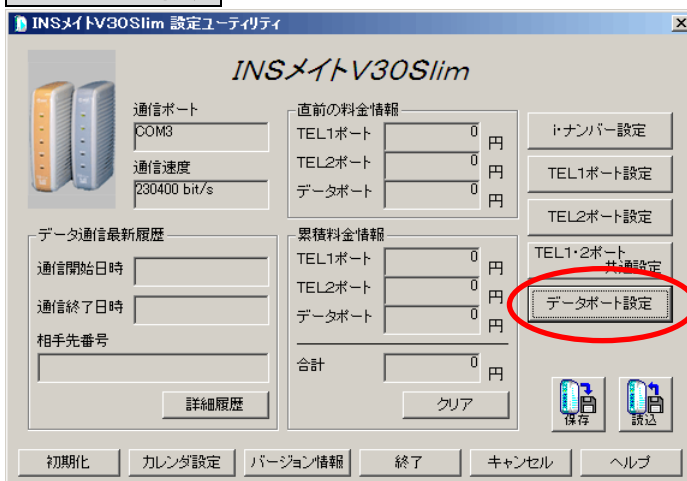 INSメイトV30Slim 設定ユーティリティ
INSメイトV30Slim
通信ポート
COM3
通信速度
230400 bit/s
直前の料金情報
TEL1ポート 0 円
TEL2ポート 0 円
データポート 0 円
i・ナンバー設定
TEL1ポート設定
TEL2ポート設定
TEL1・2ポート
共通設定
データポート設定
データ通信最新履歴
通信開始日時
通信終了日時
相手先番号
詳細履歴
累積料金情報
TEL1ポート 0 円
TEL2ポート 0 円
データポート 0 円
合計 0 円
クリア
保存
読込
初期化
カレンダ設定
バージョン情報
終了
キャンセル
ヘルプ